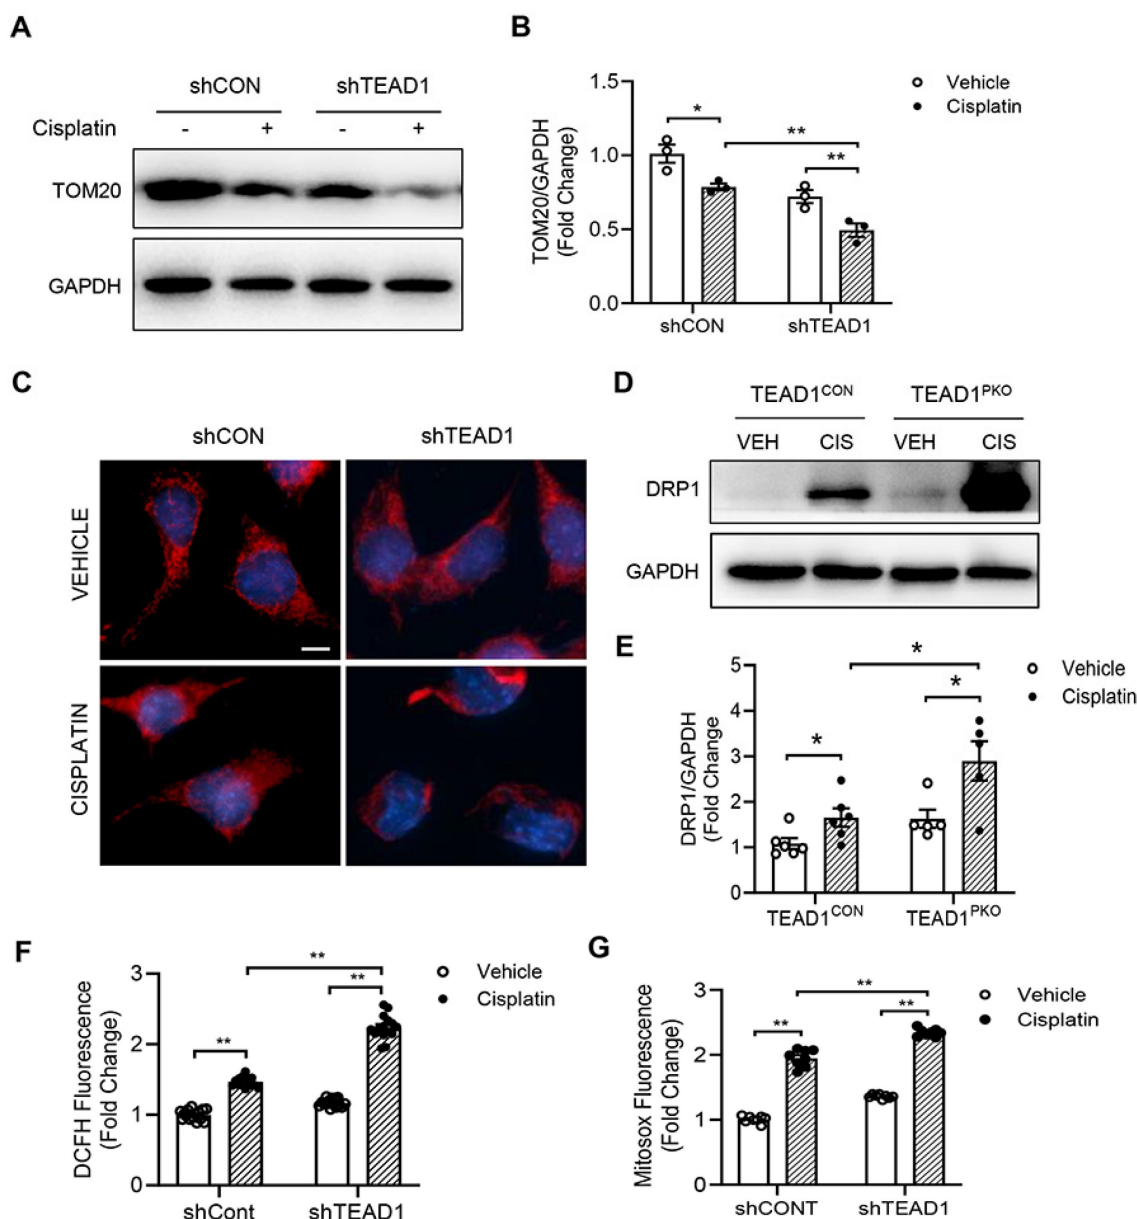 A
shCON shTEAD1
Cisplatin - + - +
TOM20
GAPDH
B
TOM20/GAPDH
(Fold Change)
1.5
1.0
0.5
0.0
* ** **
shCON shTEAD1
Vehicle
Cisplatin
C
shCON shTEAD1
VEHICLE
CISPLATIN
D
TEAD1CON TEAD1PKO
VEH CIS VEH CIS
DRP1
GAPDH
E
DRP1/GAPDH
(Fold Change
5
4
3
2
1
0
* * *
TEAD1CON TEAD1PKO
Vehicle
Cisplatin
F
DCFH Fluorescence
(Fold Change)
3
2
1
0
** ** **
shCont shTEAD1
Vehicle
Cisplatin
G
Mitosox Fluorescence
(Fold Change)
3
2
1
0
** ** **
shCONT shTEAD1
Vehicle
Cisplatin